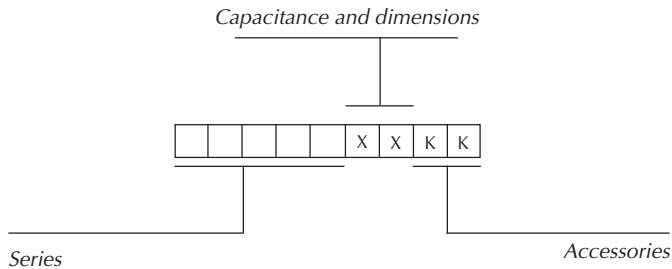 Capacitance and dimensions
X X K K
Series
Accessories